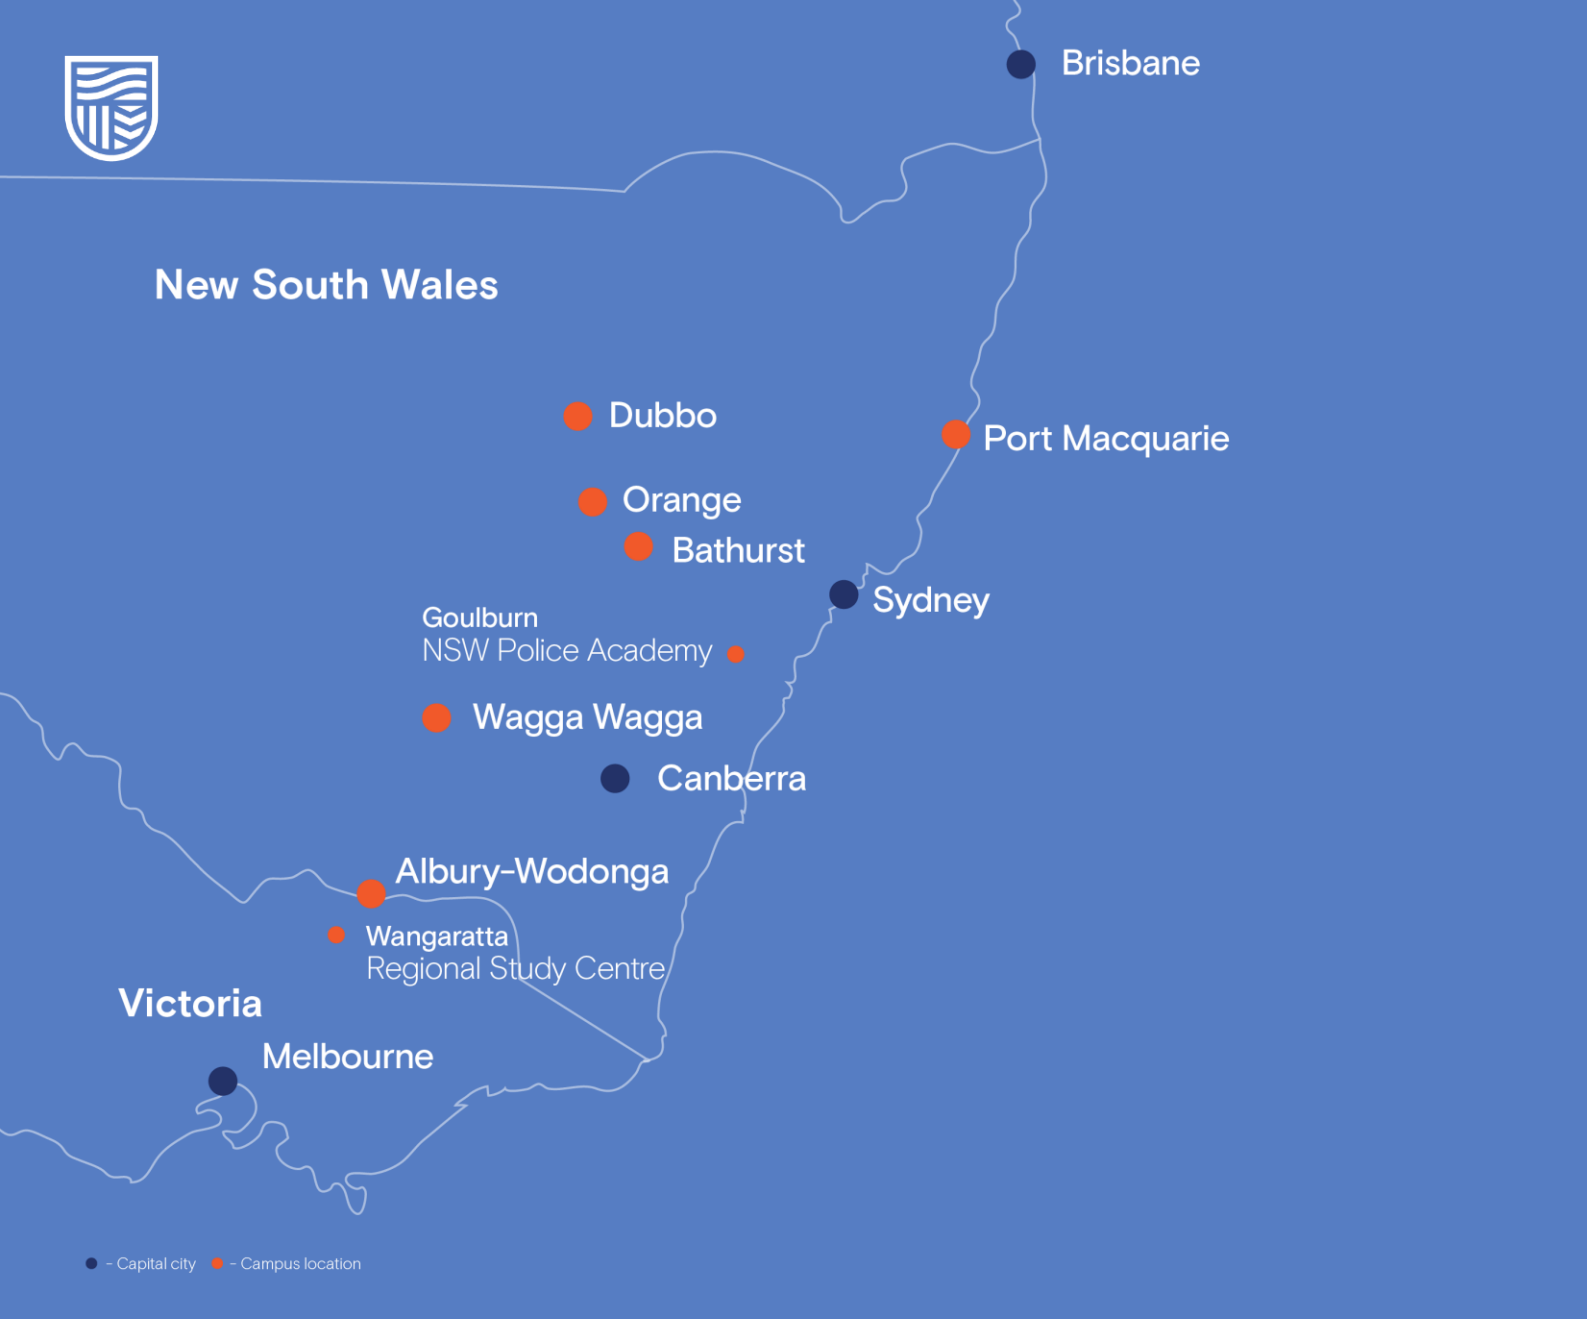 Brisbane
New South Wales
Dubbo
Port Macquarie
Orange
Bathurst
Sydney
Goulburn
NSW Police Academy
Wagga Wagga
Canberra
Albury-Wodonga
Wangaratta
Regional Study Centre
Victoria
Melbourne
- Capital city - Campus location